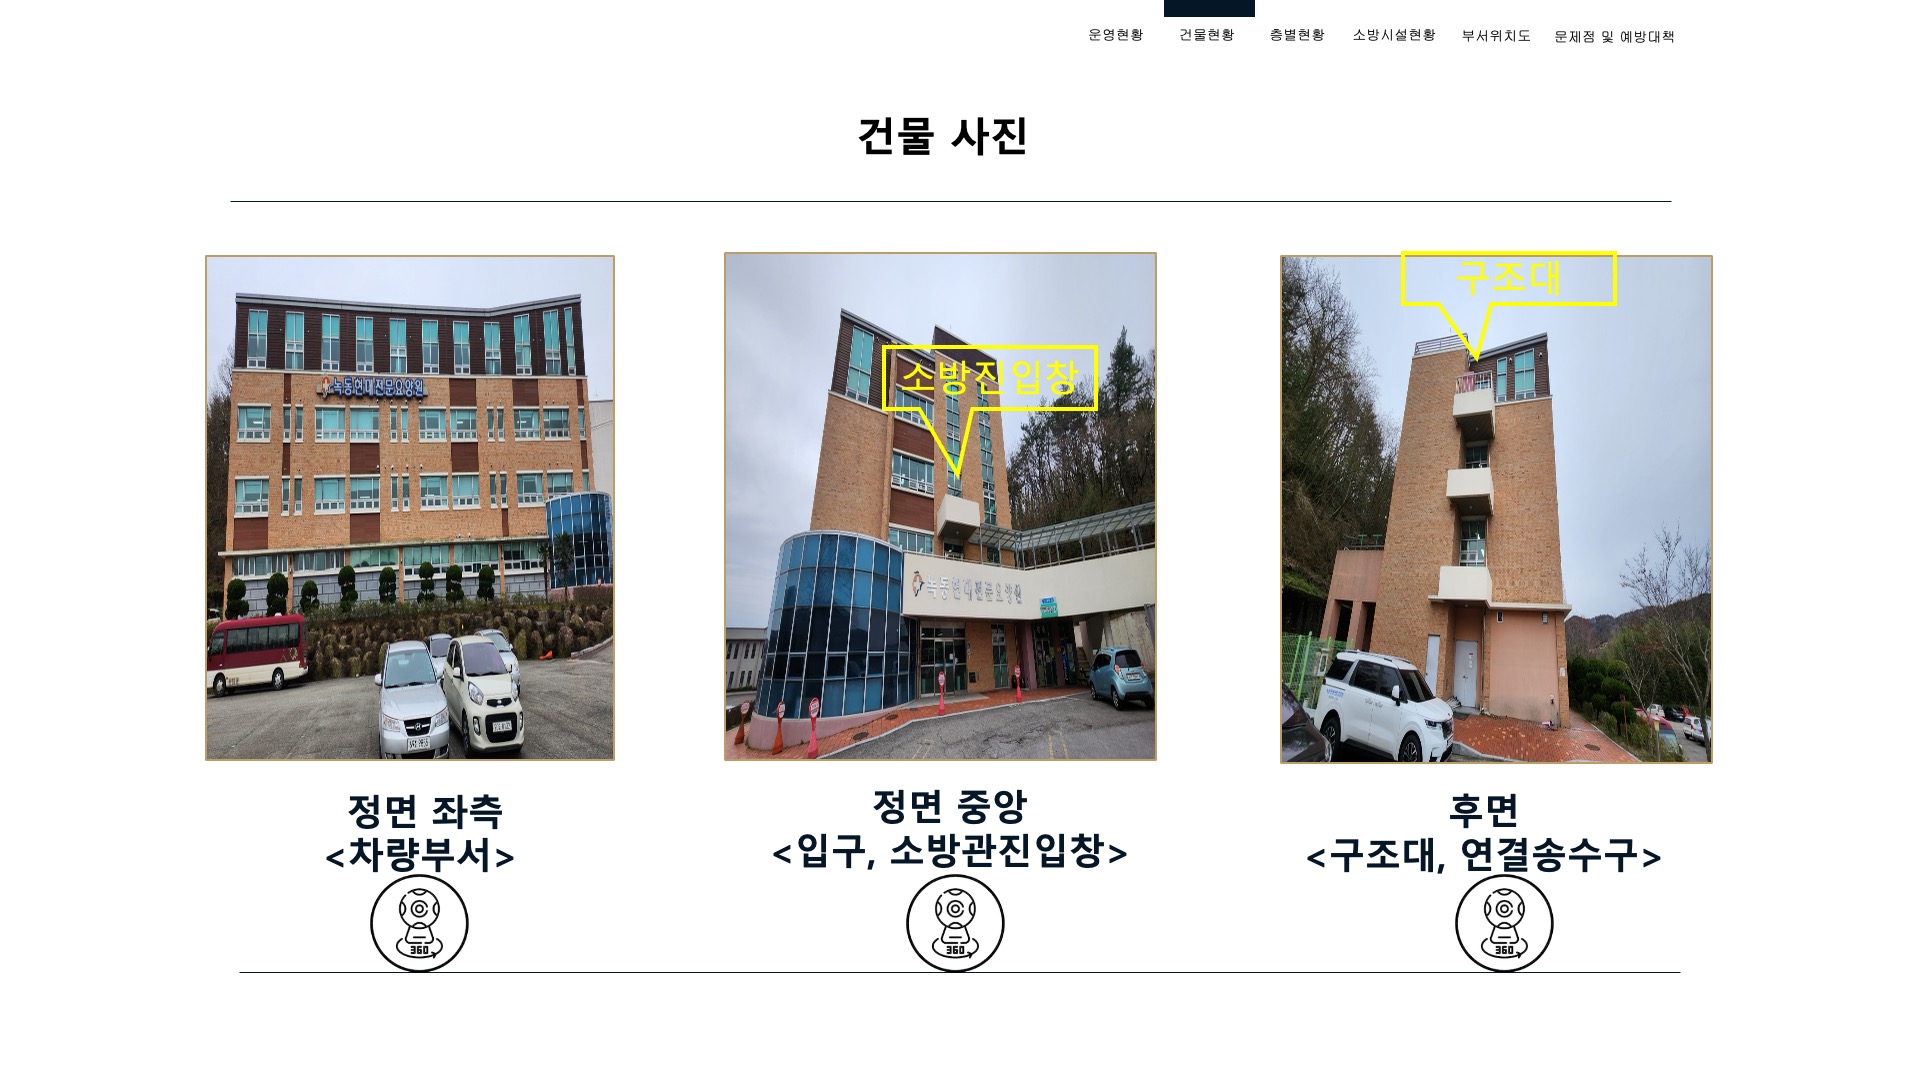 운영현황
건물현황
층별현황
소방시설현황
부서위치도
문제점 및 예방대책
건물 사진
녹동현대전문요양원
소방진입창
녹동현대전문요양원
구조대
정면 좌측
<차량부서>
정면 중앙
<입구, 소방관진입창>
후면
<구조대, 연결송수구>
360
360
360